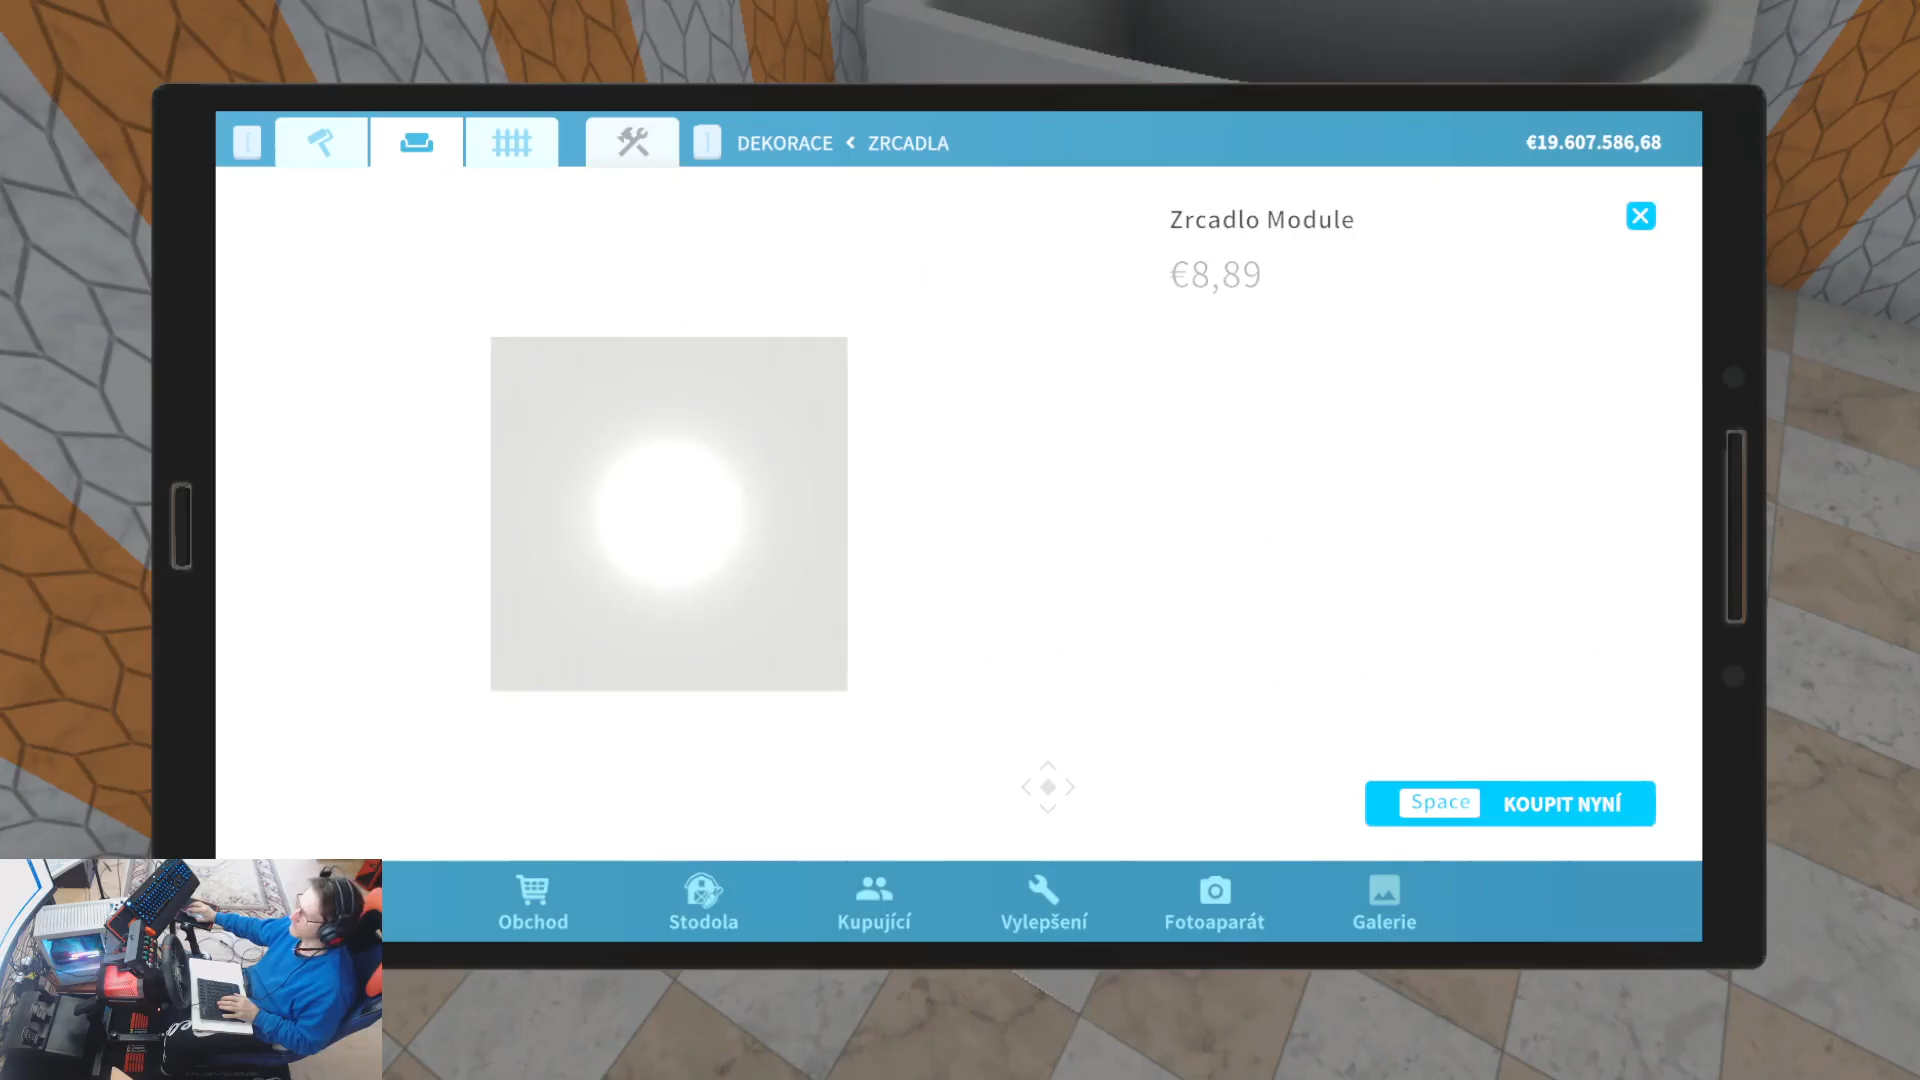 [
]
DEKORACE < ZRCADLA
€19.607.586,68
Zrcadlo Module
€8,89
Space KOUPIT NYNÍ
Obchod
Stodola
Kupující
Vylepšení
Fotoaparát
Galerie